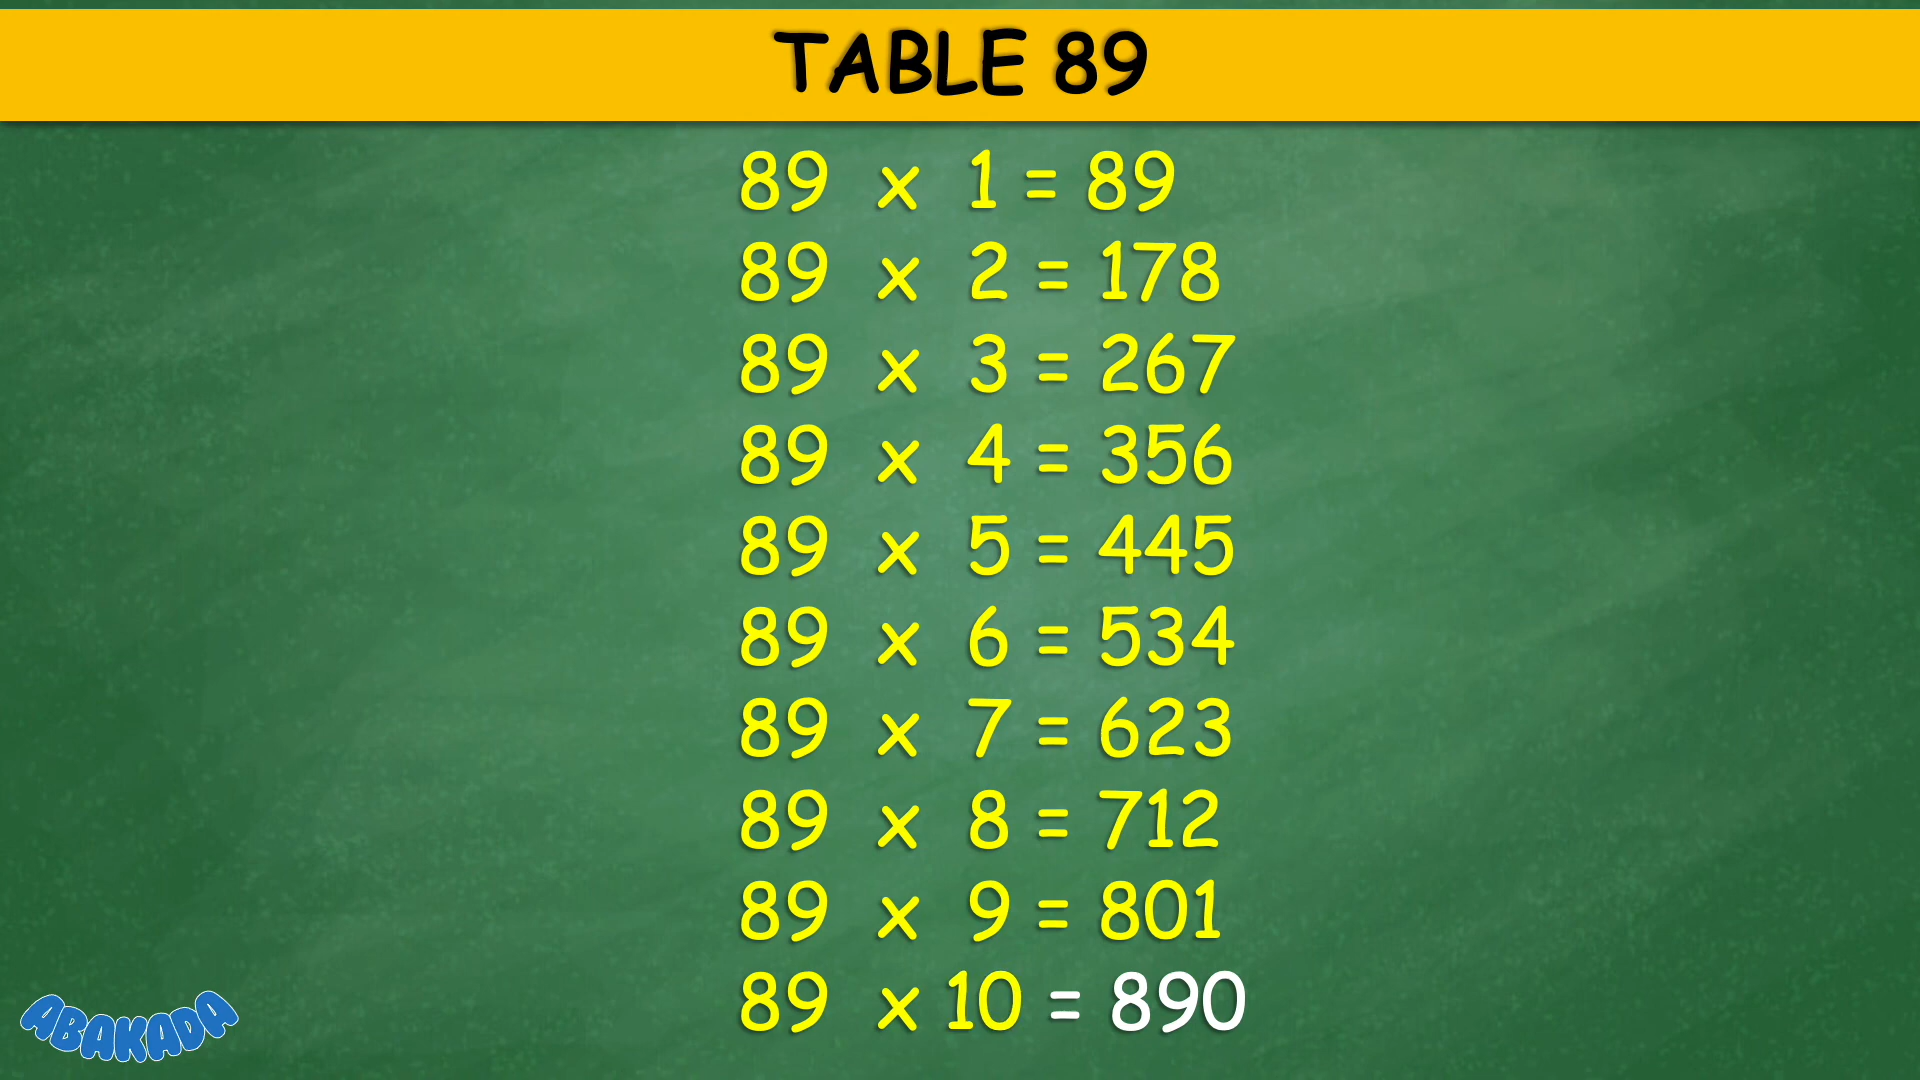 TABLE 89
89 x 1 = 89
89 x 2 = 178
89 x 3 = 267
89 x 4 = 356
89 x 5 = 445
89 x 6 = 534
89 x 7 = 623
89 x 8 = 712
89 x 9 = 801
89 x 10 = 890
ABAKADA